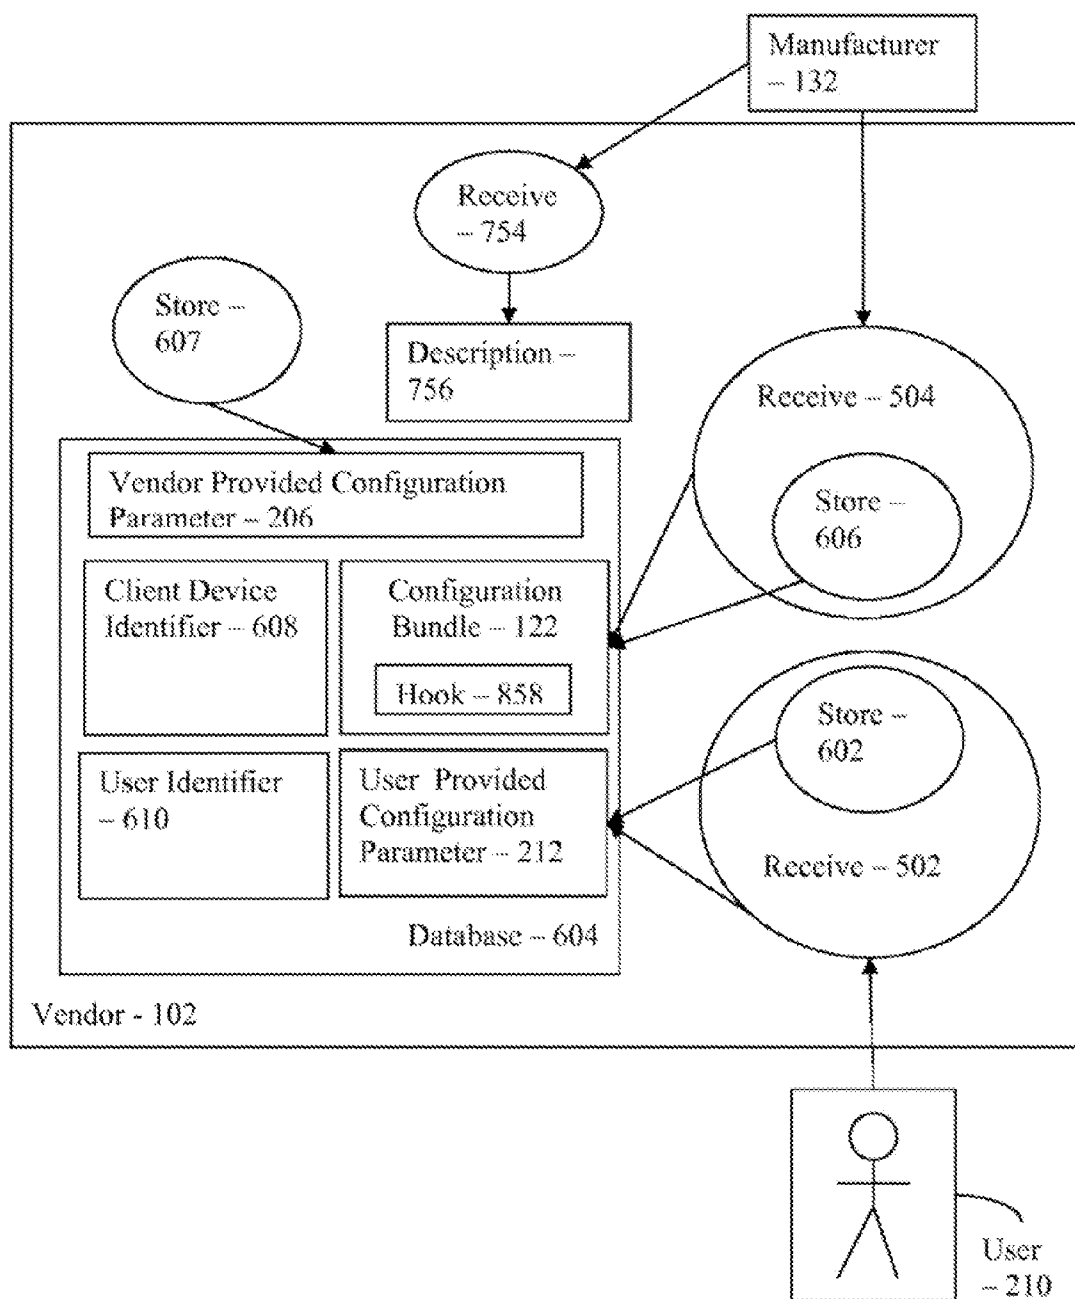 Manufacturer
– 132
Receive
– 754
Store –
607
Description –
756
Receive – 504
Store –
606
Vendor Provided Configuration
Parameter – 206
Client Device
Identifier – 608
Configuration
Bundle – 122
Hook – 858
Store –
602
User Identifier
– 610
User Provided
Configuration
Parameter – 212
Receive – 502
Database – 604
Vendor - 102
User
– 210